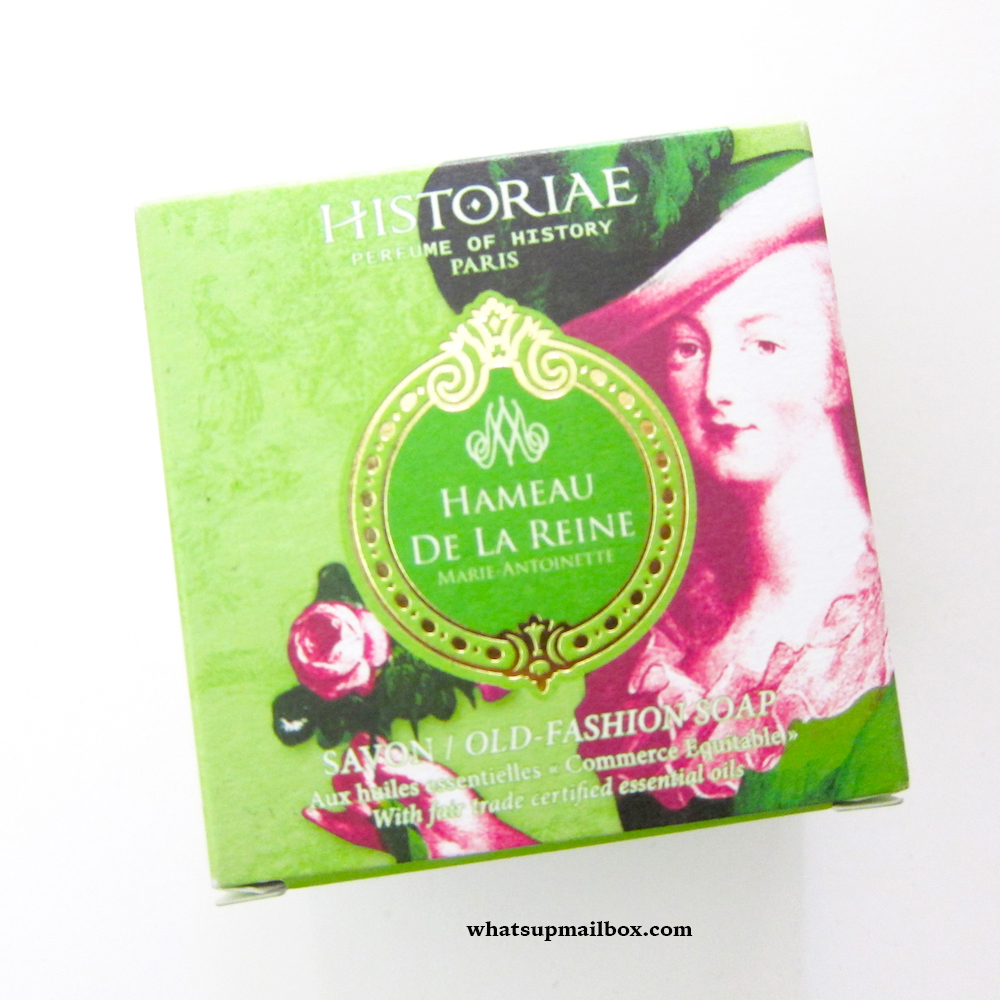 HISTORIAE
PERFUME OF HISTORY
PARIS
HAMEAU
DE LA REINE
MARIE-ANTOINETTE
SAVON / OLD-FASHION SOAP
Aux huiles essentielles « Commerce Equitable »
With fair trade certified essential oils
whatsupmailbox.com